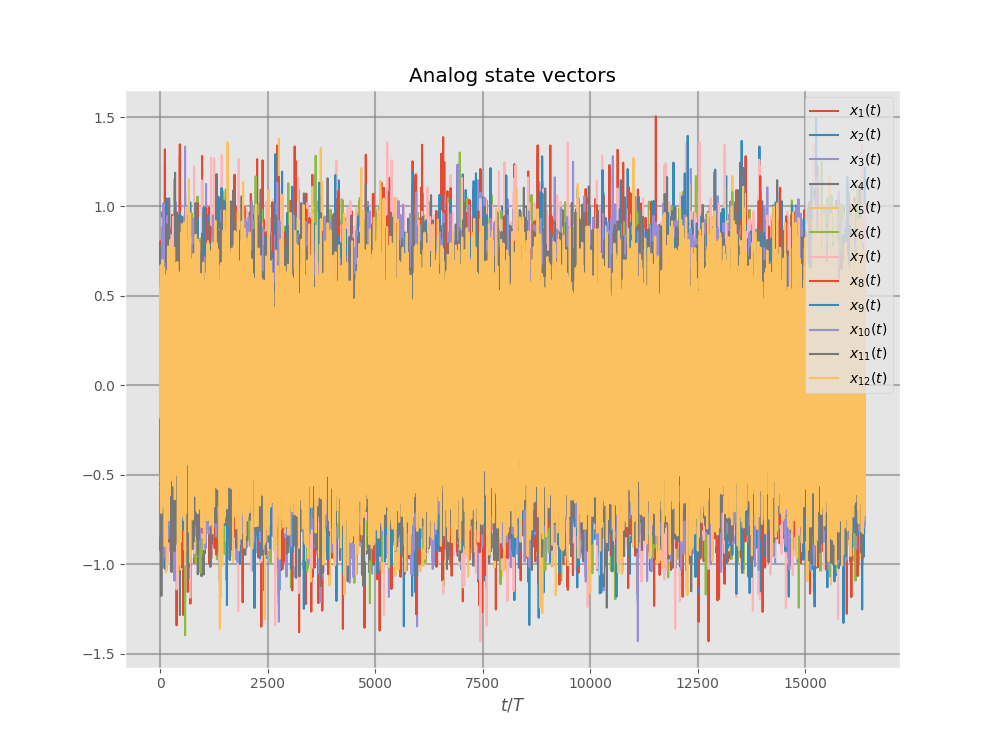 Analog state vectors
1.5
1.0
0.5
0.0
−0.5
−1.0
−1.5
0 2500 5000 7500 10000 12500 15000
t/T
x₁(t)
x₂(t)
x₃(t)
x₄(t)
x₅(t)
x₆(t)
x₇(t)
x₈(t)
x₉(t)
x₁₀(t)
x₁₁(t)
x₁₂(t)